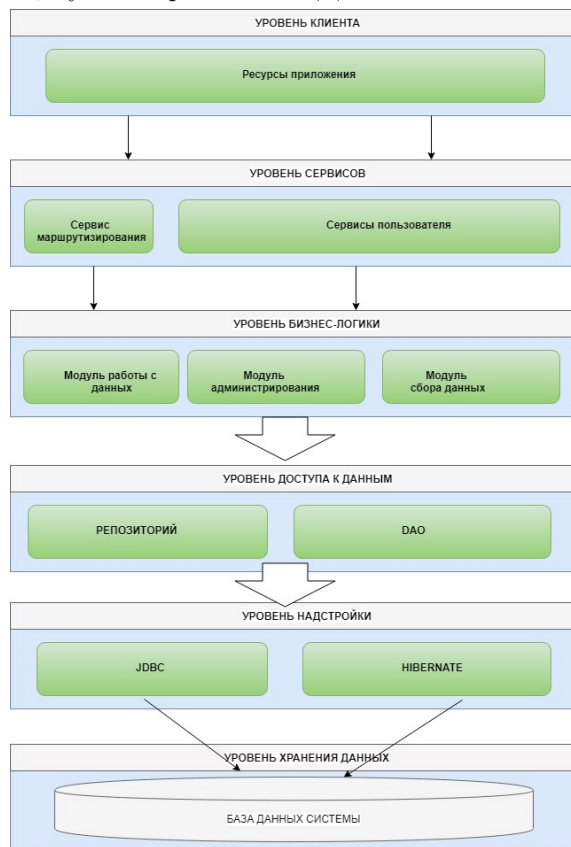 УРОВЕНЬ КЛИЕНТА
Ресурсы приложения
УРОВЕНЬ СЕРВИСОВ
Сервис
маршрутизирования
Сервисы пользователя
УРОВЕНЬ БИЗНЕС-ЛОГИКИ
Модуль работы с
данных
Модуль
администрирования
Модуль
сбора данных
УРОВЕНЬ ДОСТУПА К ДАННЫМ
РЕПОЗИТОРИЙ
DAO
УРОВЕНЬ НАДСТРОЙКИ
JDBC
HIBERNATE
УРОВЕНЬ ХРАНЕНИЯ ДАННЫХ
БАЗА ДАННЫХ СИСТЕМЫ